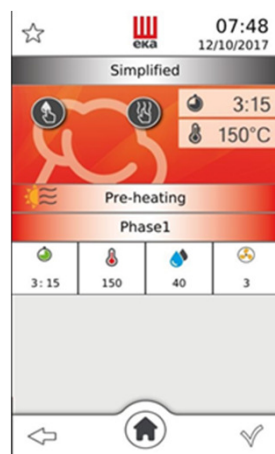 07:48
eka
12/10/2017
Simplified
3:15
150°C
Pre-heating
Phase1
3:15 150 40 3